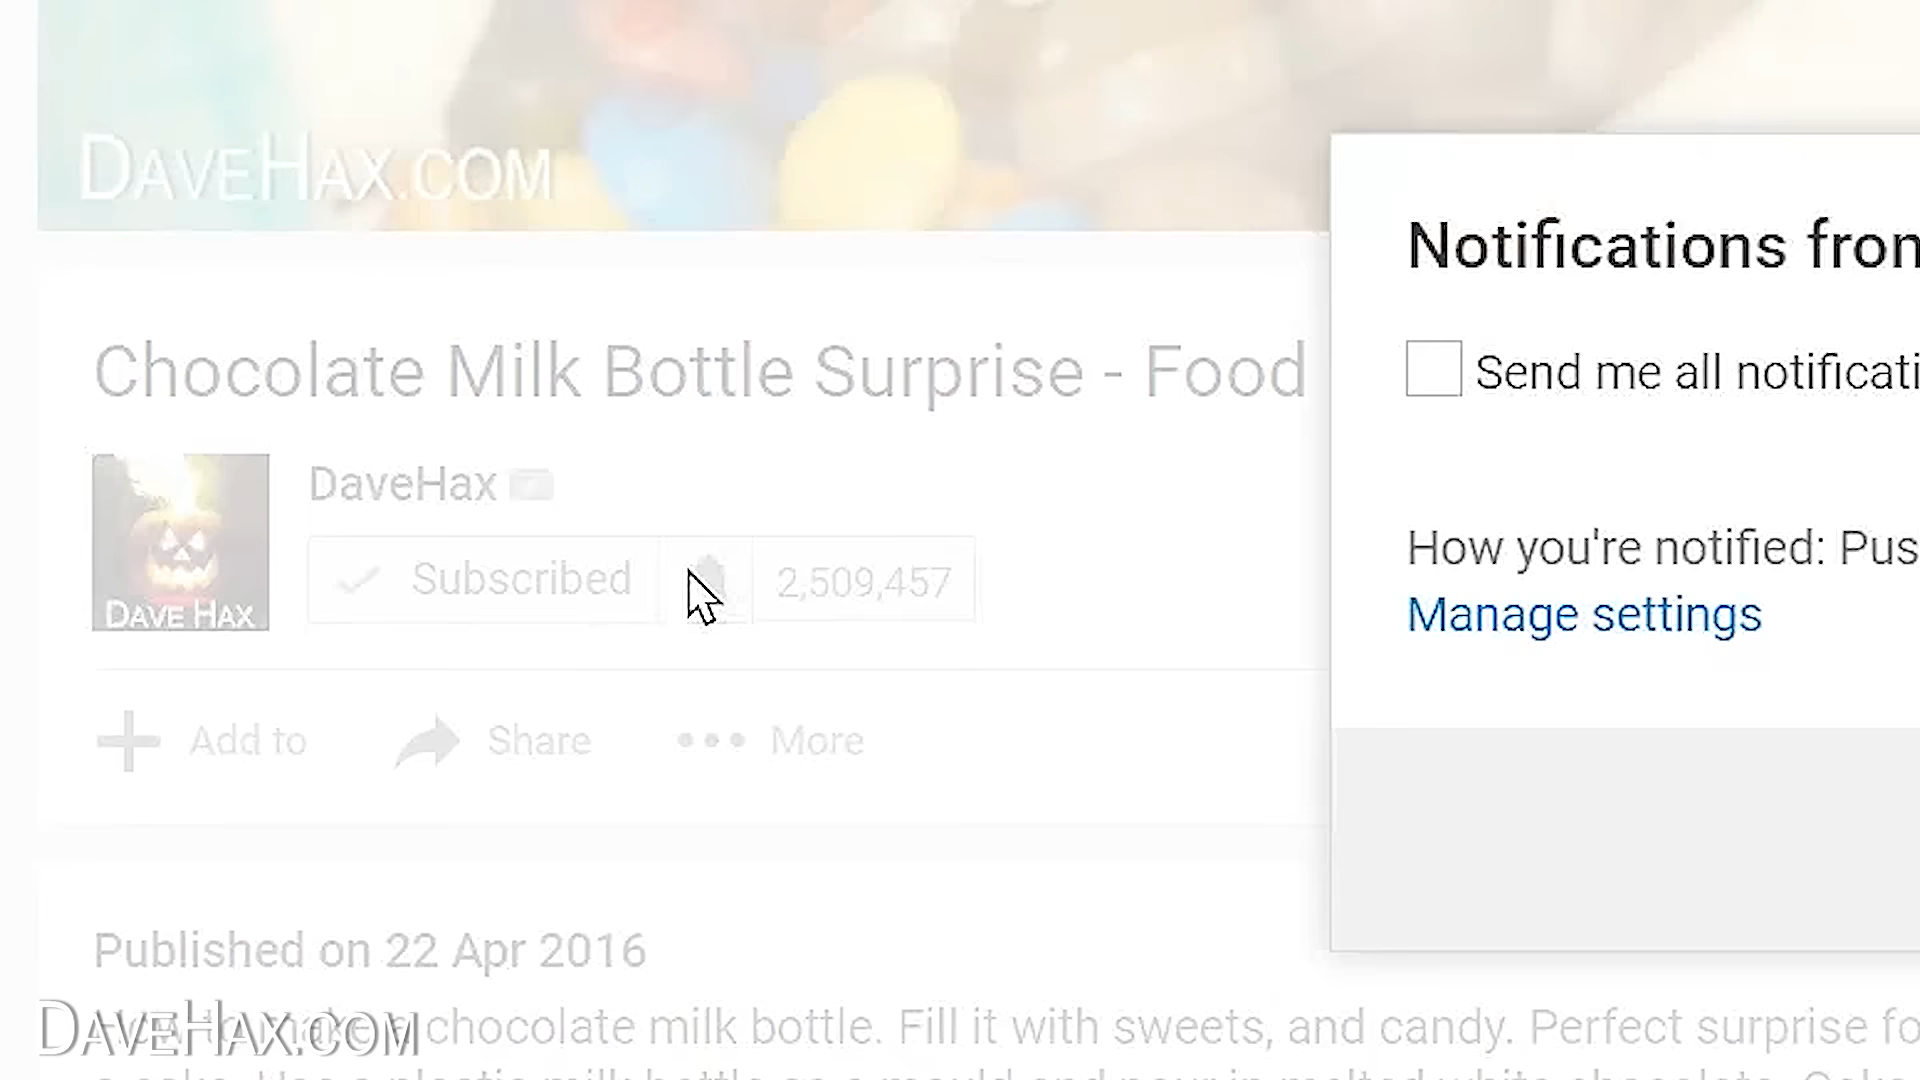 DAVEHAX.COM
Notifications from
Chocolate Milk Bottle Surprise - Food
Send me all notificati
DaveHax
Subscribed 2,509,457
DAVE HAX
How you're notified: Pus
Manage settings
Add to Share More
Published on 22 Apr 2016
chocolate milk bottle. Fill it with sweets, and candy. Perfect surprise fo
DAVEHAX.COM